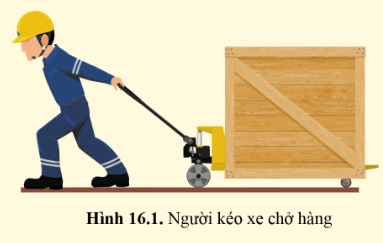 Hình 16.1. Người kéo xe chở hàng